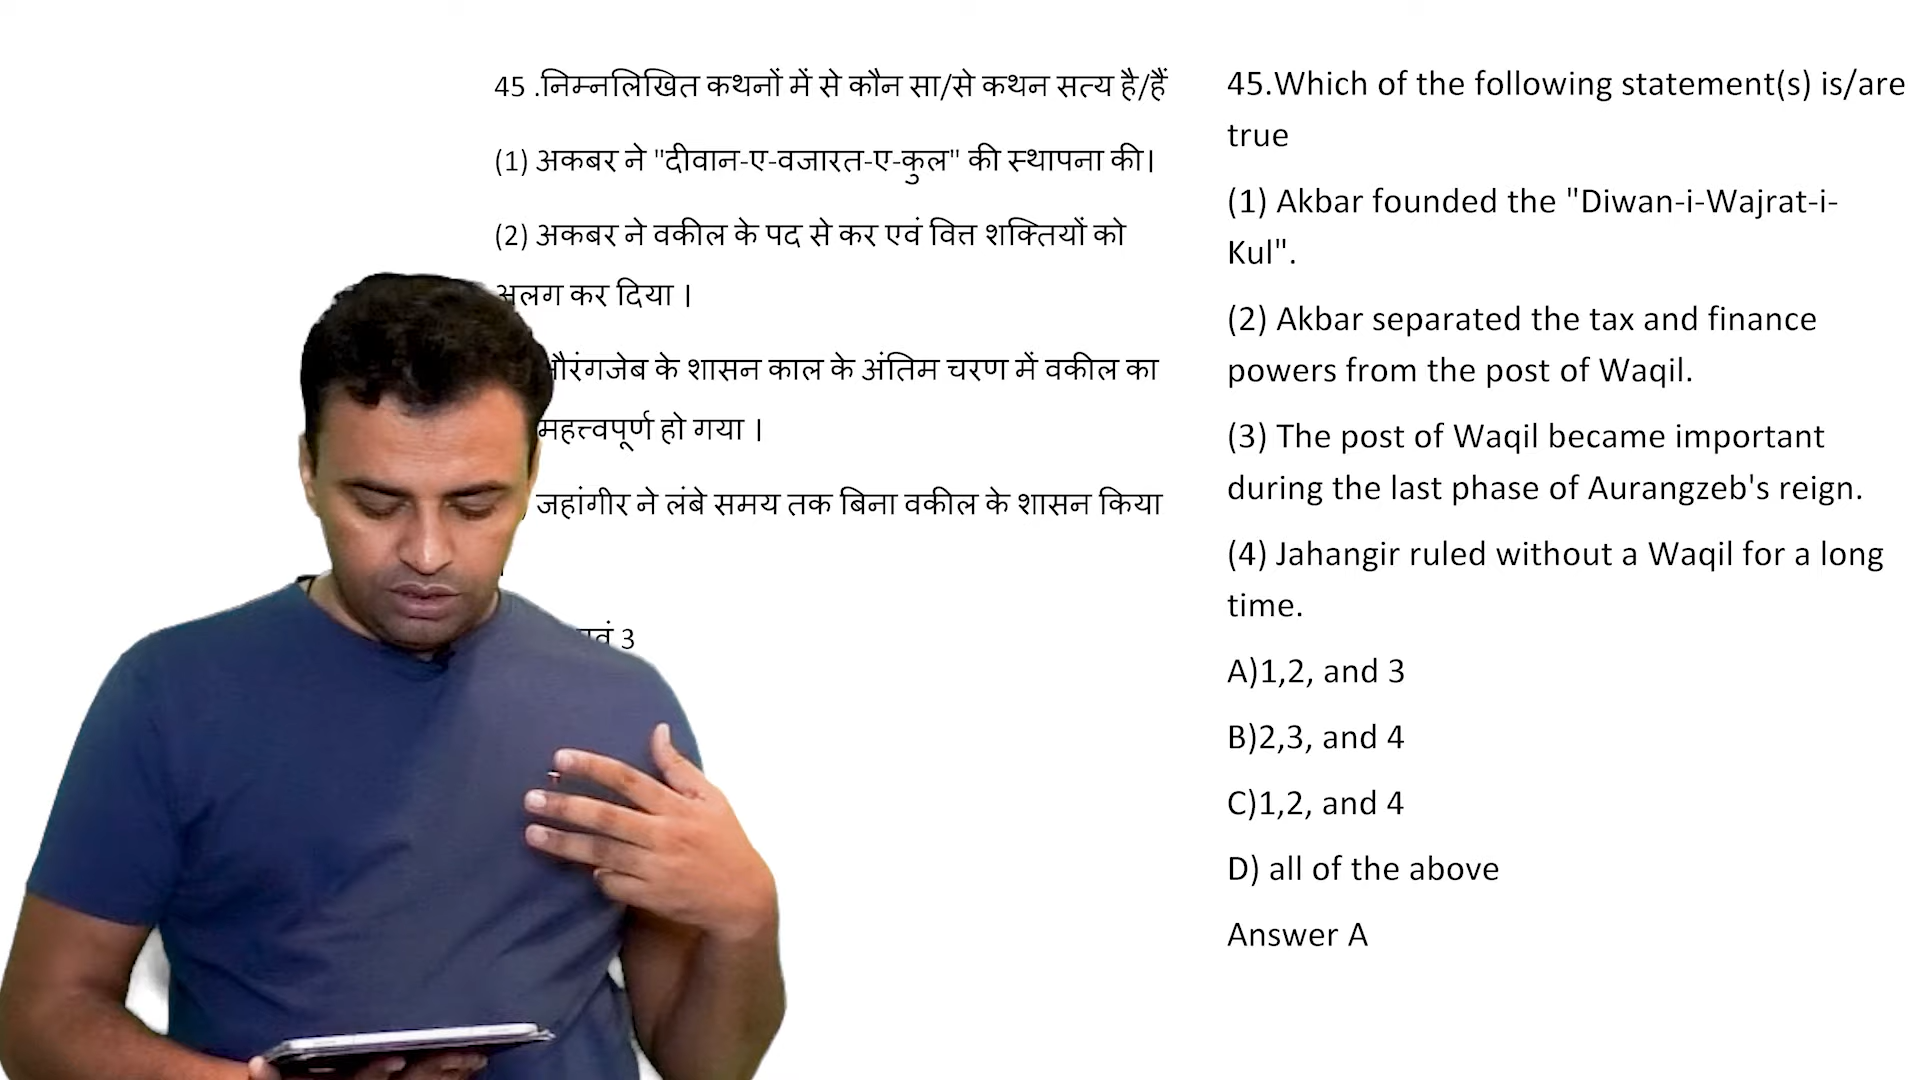 45 .निम्नलिखित कथनों में से कौन सा/से कथन सत्य है/हैं
(1) अकबर ने "दीवान-ए-वजारत-ए-कुल" की स्थापना की।
(2) अकबर ने वकील के पद से कर एवं वित्त शक्तियों को
अलग कर दिया ।
औरंगजेब के शासन काल के अंतिम चरण में वकील का
महत्त्वपूर्ण हो गया ।
) जहांगीर ने लंबे समय तक बिना वकील के शासन किया
।
एवं 3
45.Which of the following statement(s) is/are
true
(1) Akbar founded the "Diwan-i-Wajrat-i-
Kul".
(2) Akbar separated the tax and finance
powers from the post of Waqil.
(3) The post of Waqil became important
during the last phase of Aurangzeb's reign.
(4) Jahangir ruled without a Waqil for a long
time.
A)1,2, and 3
B)2,3, and 4
C)1,2, and 4
D) all of the above
Answer A